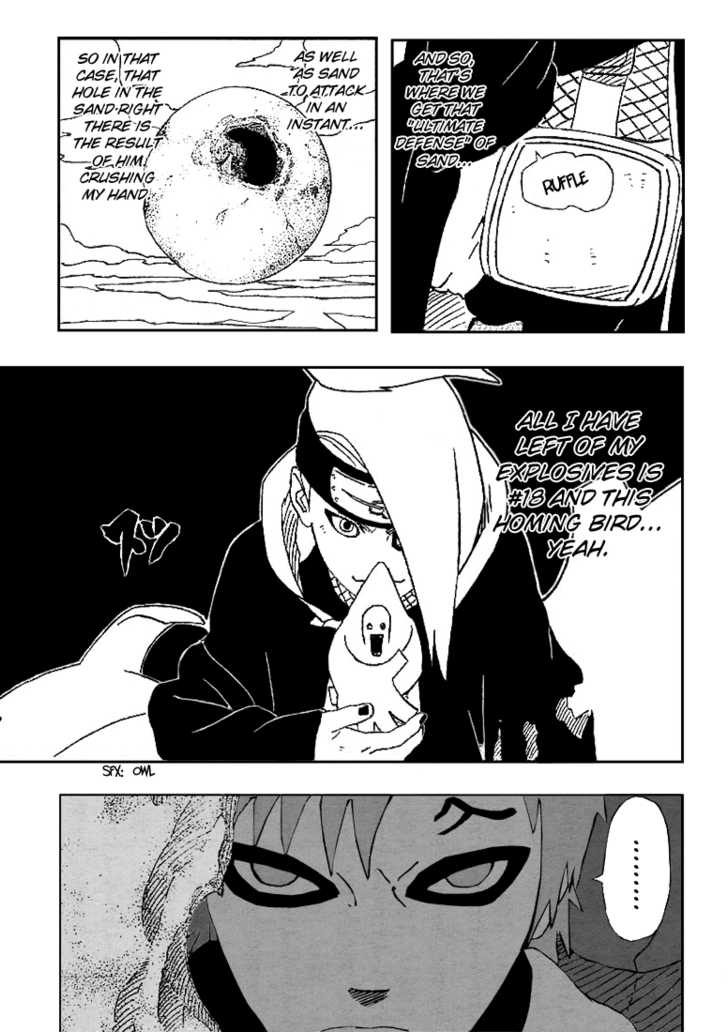 AND SO,
THAT'S
WHERE WE
GET THAT
"ULTIMATE
DEFENSE" OF
SAND...
RUFFLE
AS WELL
AS SAND
TO ATTACK
IN AN
INSTANT...
SO IN THAT
CASE, THAT
HOLE IN THE
SAND-RIGHT
THERE IS
THE RESULT
OF HIM
CRUSHING
MY HAND
ALL I HAVE
LEFT OF MY
EXPLOSIVES IS
#18 AND THIS
HOMING BIRD...
YEAH.
SFX: OWL
.........